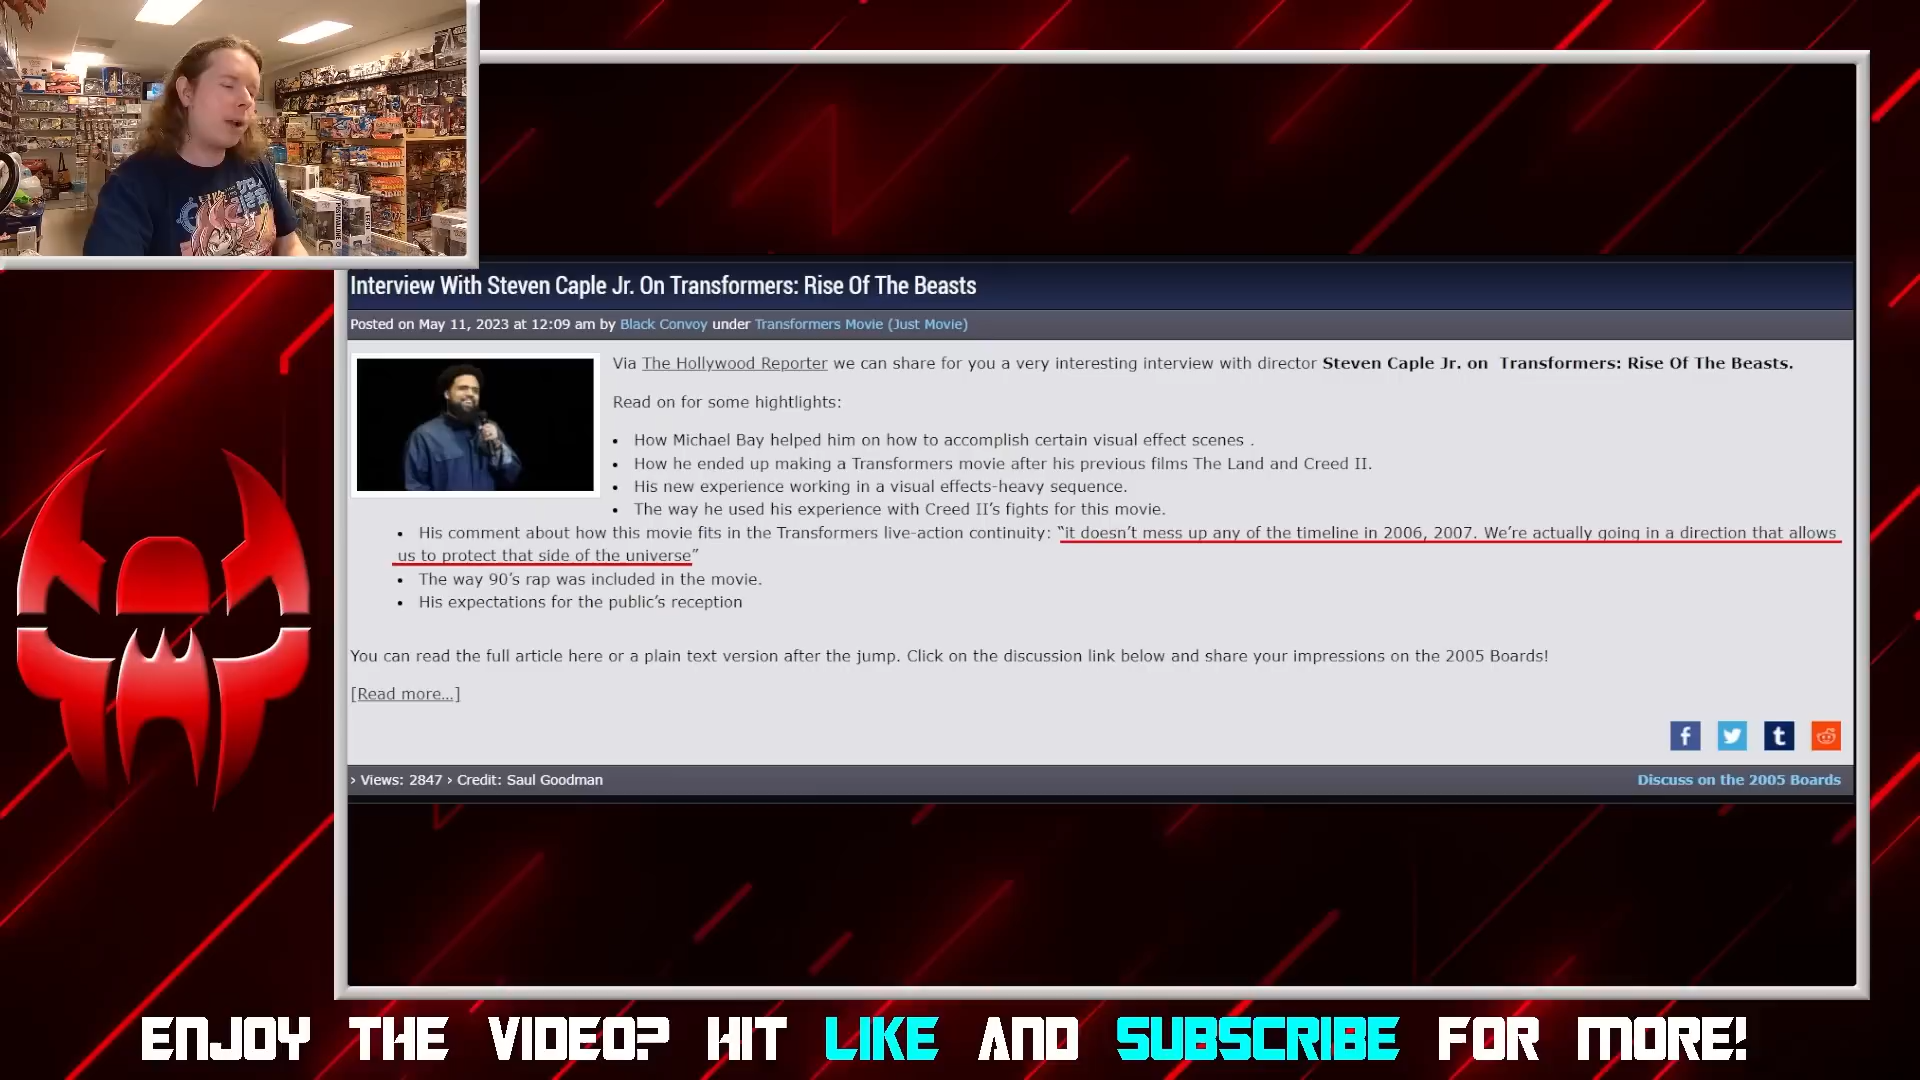 Interview With Steven Caple Jr. On Transformers: Rise Of The Beasts
Posted on May 11, 2023 at 12:09 am by Black Convoy under Transformers Movie (Just Movie)
Via The Hollywood Reporter we can share for you a very interesting interview with director Steven Caple Jr. on Transformers: Rise Of The Beasts.
Read on for some hightlights:
• How Michael Bay helped him on how to accomplish certain visual effect scenes .
• How he ended up making a Transformers movie after his previous films The Land and Creed II.
• His new experience working in a visual effects-heavy sequence.
• The way he used his experience with Creed II’s fights for this movie.
• His comment about how this movie fits in the Transformers live-action continuity: “it doesn’t mess up any of the timeline in 2006, 2007. We’re actually going in a direction that allows
us to protect that side of the universe”
• The way 90’s rap was included in the movie.
• His expectations for the public’s reception
You can read the full article here or a plain text version after the jump. Click on the discussion link below and share your impressions on the 2005 Boards!
[Read more...]
› Views: 2847 › Credit: Saul Goodman
Discuss on the 2005 Boards
ENJOY THE VIDEO? HIT LIKE AND SUBSCRIBE FOR MORE!